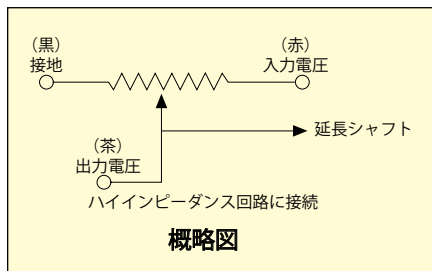 （黒）
接地
（赤）
入力電圧
延長シャフト
（茶）
出力電圧
ハイインピーダンス回路に接続
概略図